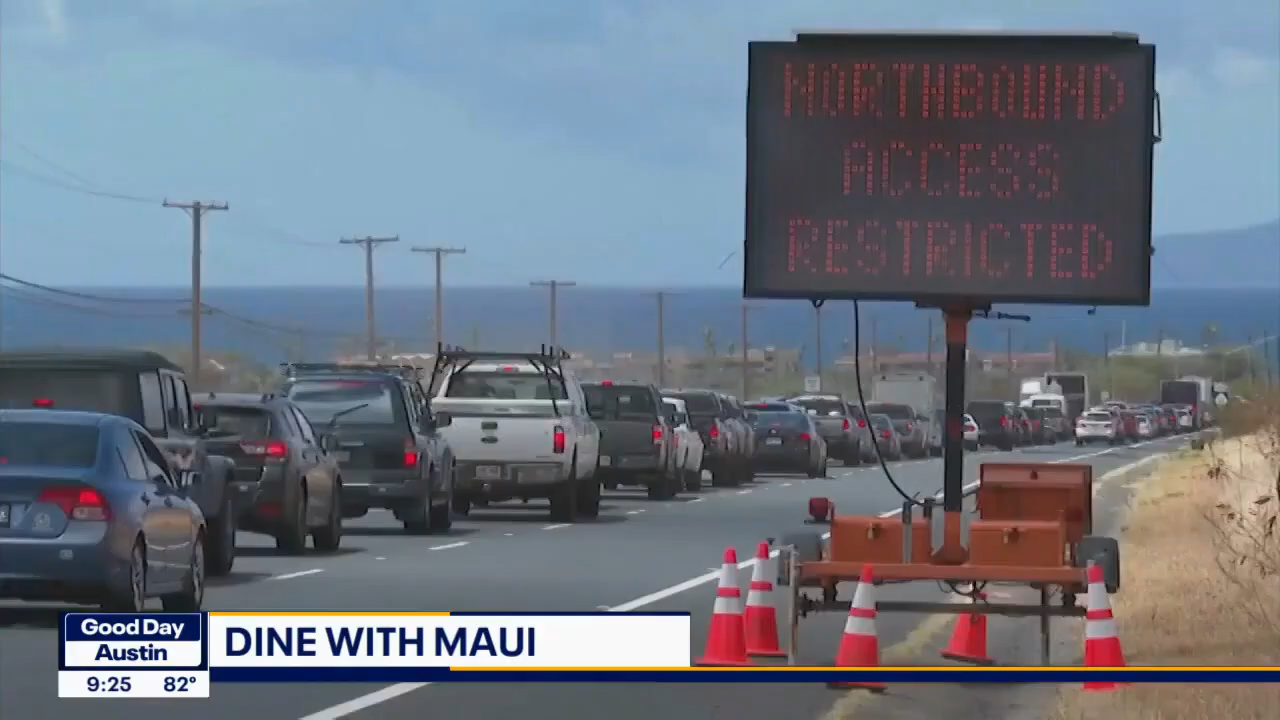 NORTHBOUND
ACCESS
RESTRICTED
Good Day
Austin
DINE WITH MAUI
9:25 82°